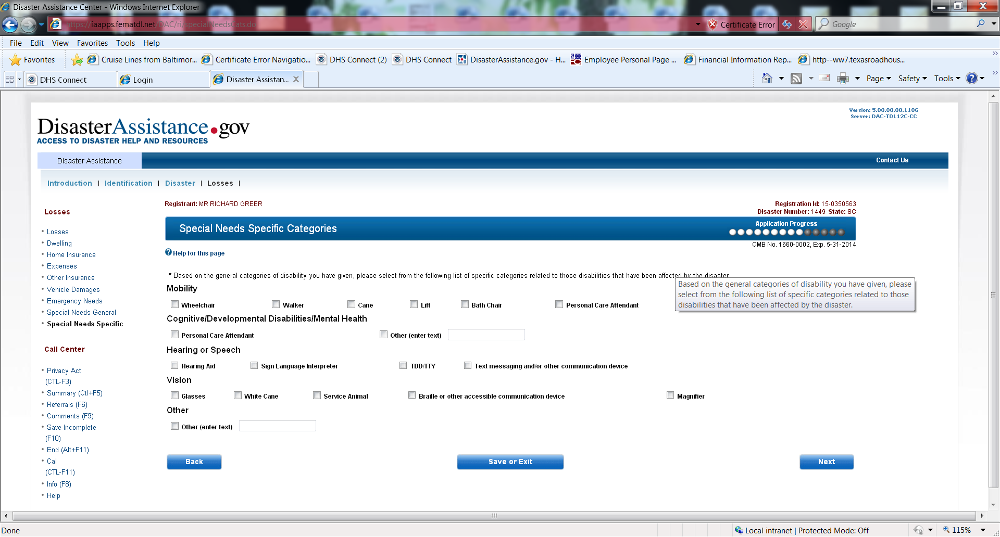 Disaster Assistance Center - Windows Internet Explorer
https://iaapps.fematdl.net/DAC/ri/specialNeedsCats.do
Certificate Error
Google
File Edit View Favorites Tools Help
Favorites
Cruise Lines from Baltimor... Certificate Error Navigatio... DHS Connect (2) DHS Connect DisasterAssistance.gov - H... Employee Personal Page ... Financial Information Rep... http--ww7.texasroadhous...
DHS Connect Login Disaster Assistan...
Page Safety Tools
Version: 5.00.00.00.1106
Server: DAC-TDL12C-CC
DisasterAssistance.gov
ACCESS TO DISASTER HELP AND RESOURCES
Disaster Assistance
Contact Us
Introduction | Identification | Disaster | Losses |
Registrant: MR RICHARD GREER
Registration Id: 15-0350563
Disaster Number: 1449 State: SC
Special Needs Specific Categories
Application Progress
OMB No. 1660-0002, Exp. 5-31-2014
Help for this page
Losses
Losses
Dwelling
Home Insurance
Expenses
Other Insurance
Vehicle Damages
Emergency Needs
Special Needs General
Special Needs Specific
Call Center
Privacy Act
(CTL-F3)
Summary (Ctl+F5)
Referrals (F6)
Comments (F9)
Save Incomplete
(F10)
End (Alt+F11)
Cal
(CTL-F11)
Info (F8)
Help
* Based on the general categories of disability you have given, please select from the following list of specific categories related to those disabilities that have been affected by the disaster
Based on the general categories of disability you have given, please
select from the following list of specific categories related to those
disabilities that have been affected by the disaster.
Mobility
Wheelchair Walker Cane Lift Bath Chair Personal Care Attendant
Cognitive/Developmental Disabilities/Mental Health
Personal Care Attendant Other (enter text)
Hearing or Speech
Hearing Aid Sign Language Interpreter TDD/TTY Text messaging and/or other communication device
Vision
Glasses White Cane Service Animal Braille or other accessible communication device Magnifier
Other
Other (enter text)
Back Save or Exit Next
Done
Local intranet | Protected Mode: Off
115%